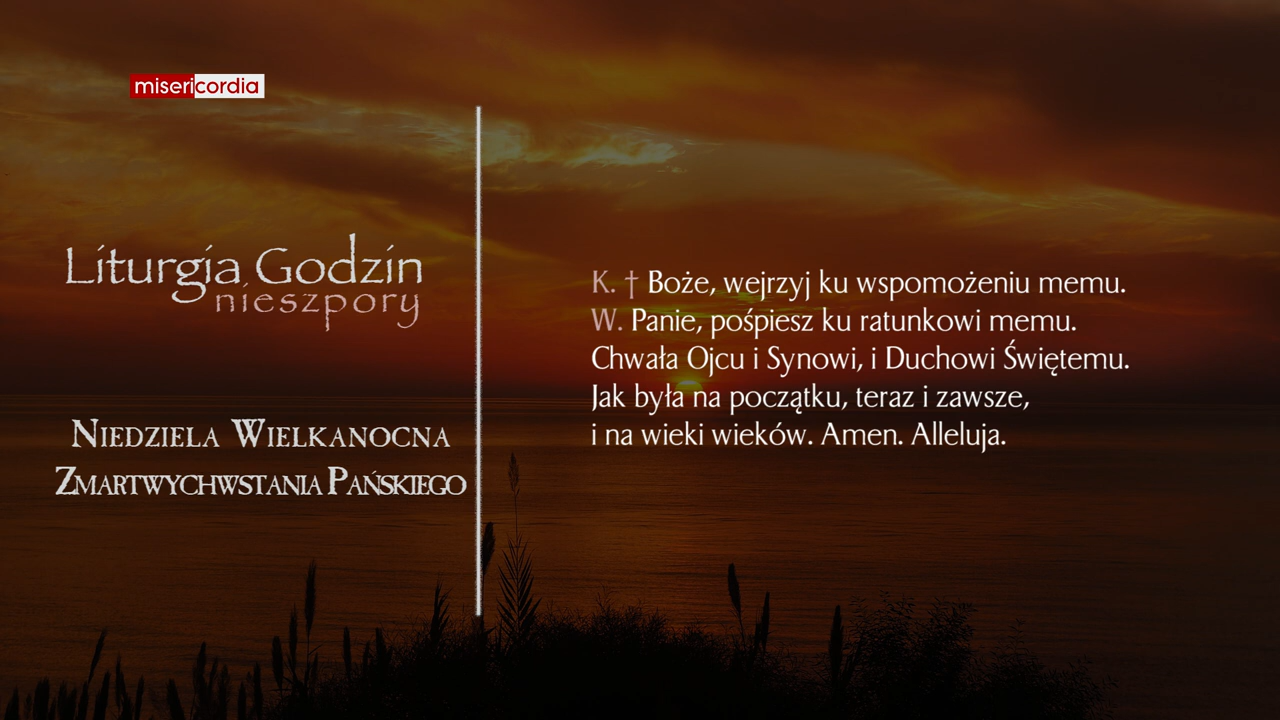 misericordia
Liturgia Godzin
nieszpory
Niedziela Wielkanocna
Zmartwychwstania Pańskiego
K. † Boże, wejrzyj ku wspomożeniu memu.
W. Panie, pośpiesz ku ratunkowi memu.
Chwała Ojcu i Synowi, i Duchowi Świętemu.
Jak była na początku, teraz i zawsze,
i na wieki wieków. Amen. Alleluja.